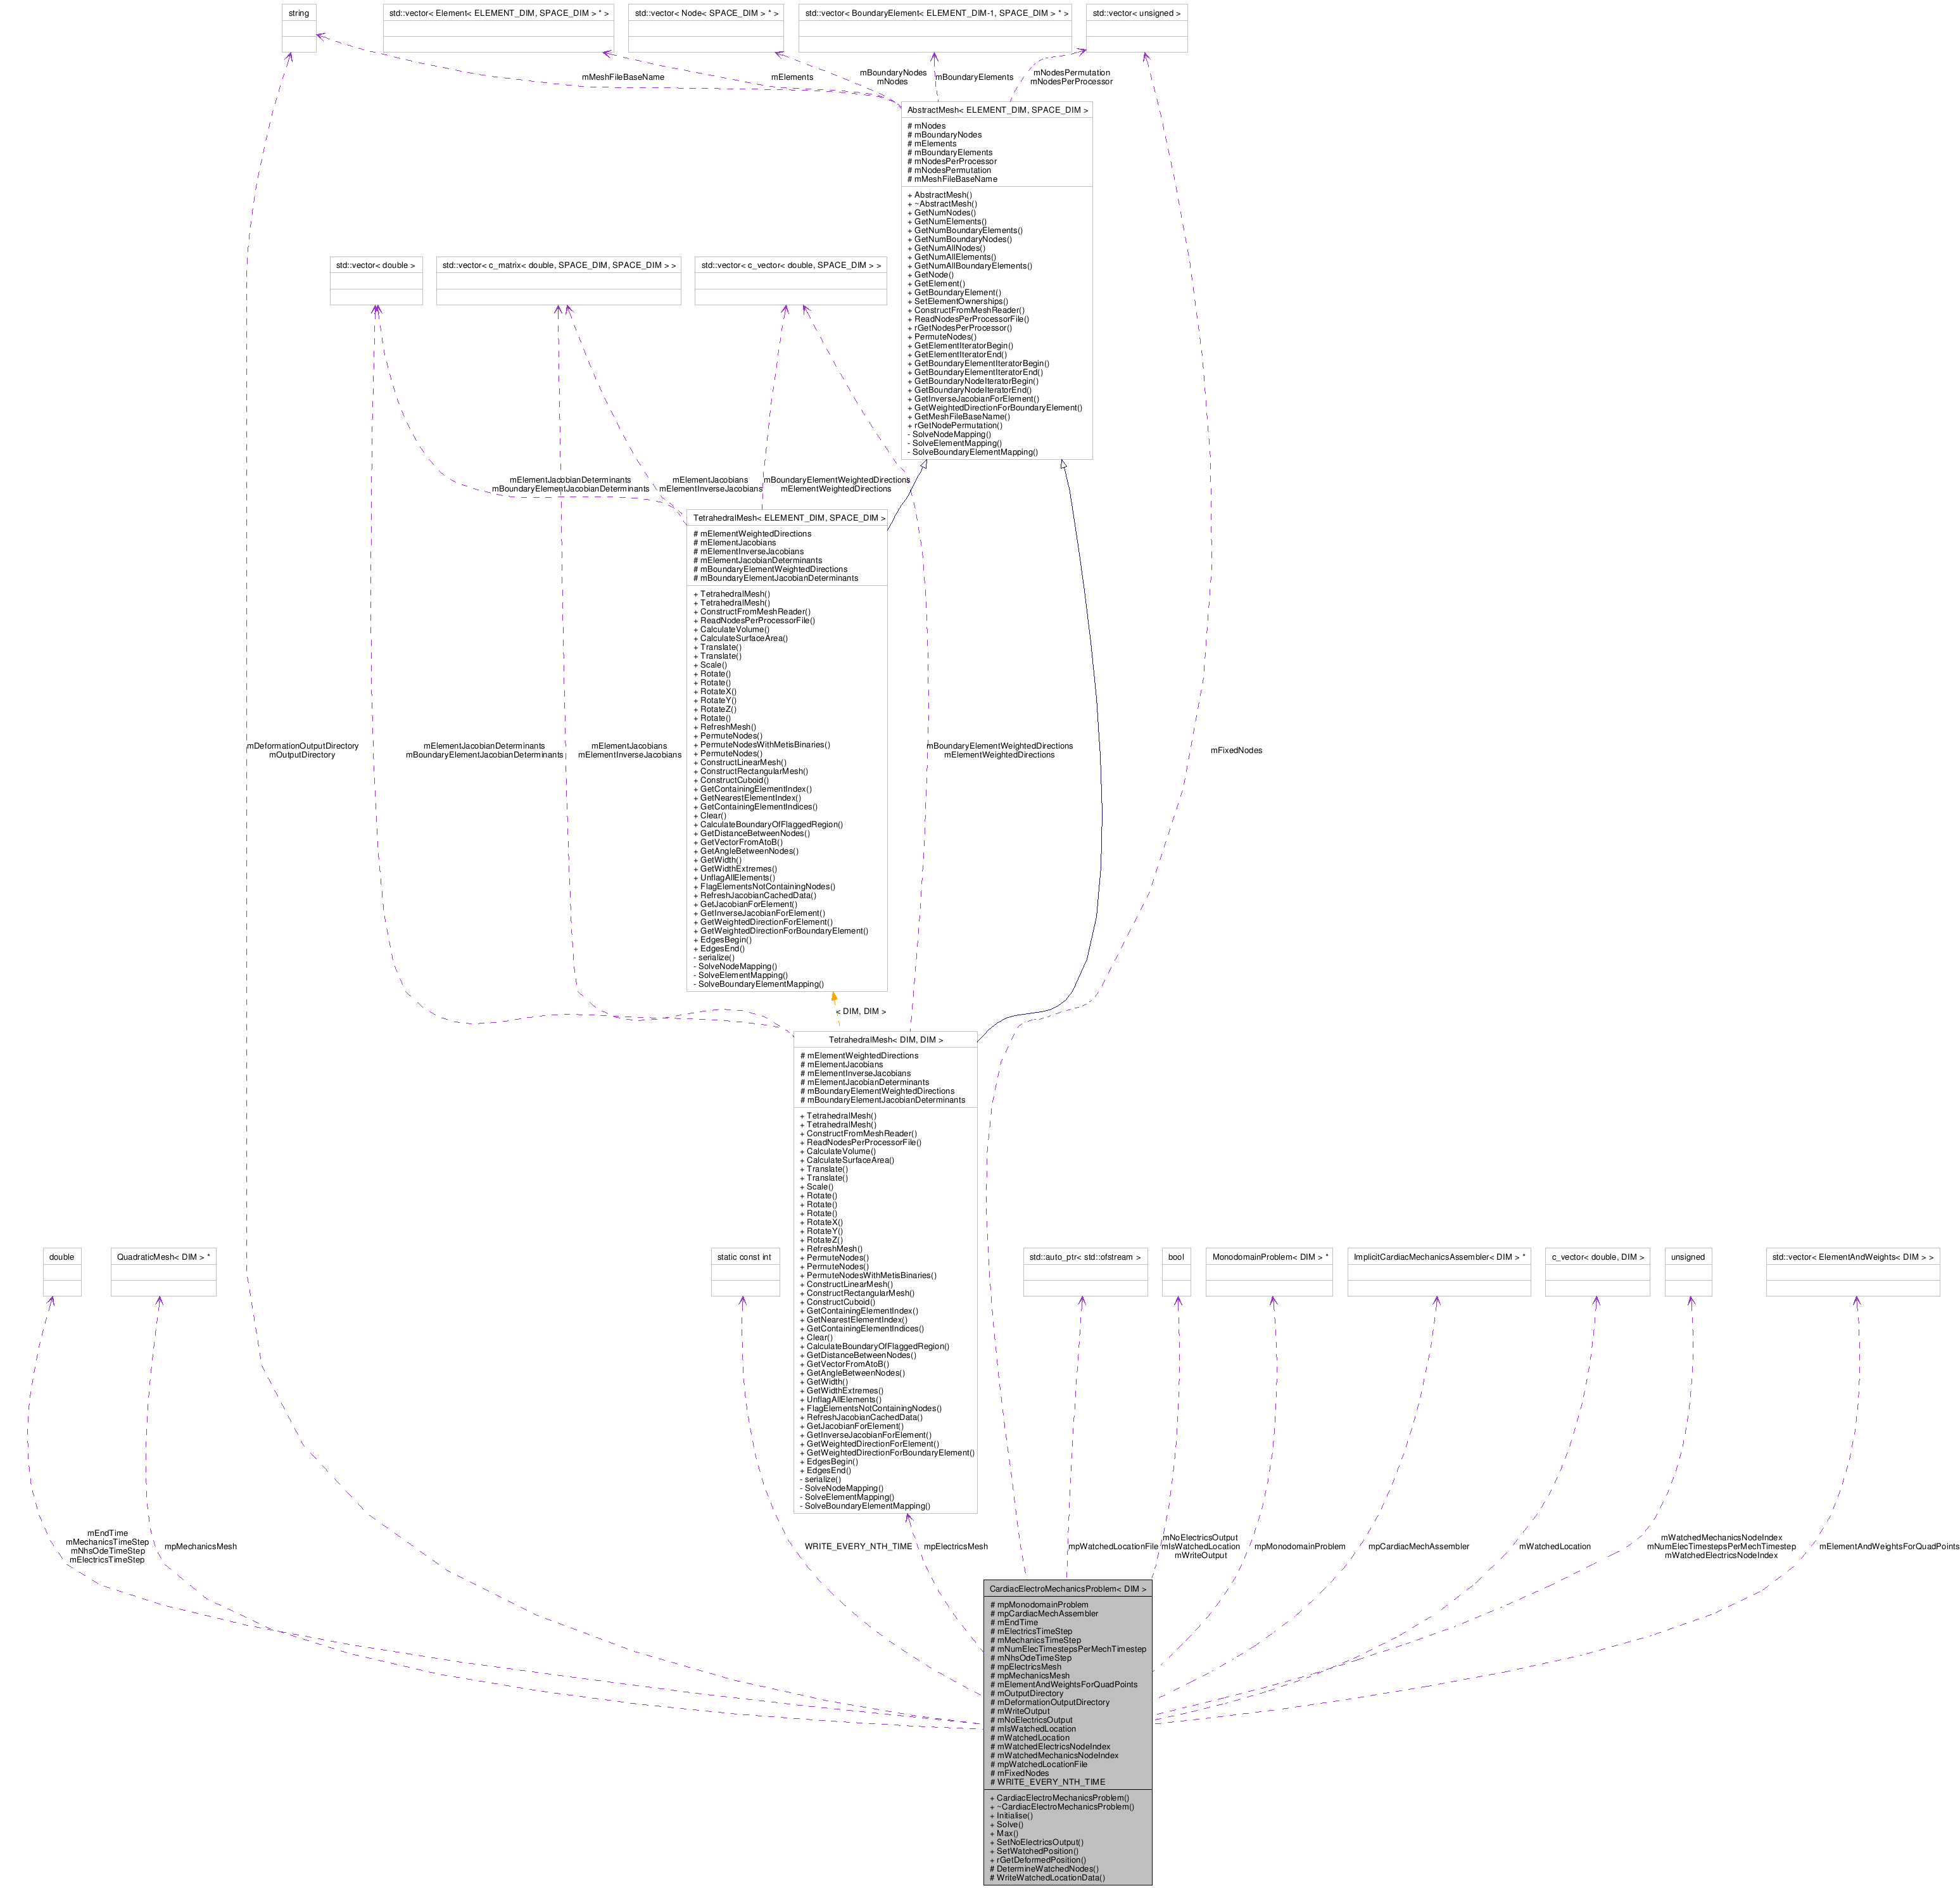 string
std::vector< Element< ELEMENT_DIM, SPACE_DIM > * >
std::vector< Node< SPACE_DIM > * >
std::vector< BoundaryElement< ELEMENT_DIM-1, SPACE_DIM > * >
std::vector< unsigned >
mMeshFileBaseName
mElements
mBoundaryNodes
mNodes
mBoundaryElements
mNodesPermutation
mNodesPerProcessor
AbstractMesh< ELEMENT_DIM, SPACE_DIM >
# mNodes
# mBoundaryNodes
# mElements
# mBoundaryElements
# mNodesPerProcessor
# mNodesPermutation
# mMeshFileBaseName
+ AbstractMesh()
+ ~AbstractMesh()
+ GetNumNodes()
+ GetNumElements()
+ GetNumBoundaryElements()
+ GetNumBoundaryNodes()
+ GetNumAllNodes()
+ GetNumAllElements()
+ GetNumAllBoundaryElements()
+ GetNode()
+ GetElement()
+ GetBoundaryElement()
+ SetElementOwnerships()
+ ConstructFromMeshReader()
+ ReadNodesPerProcessorFile()
+ rGetNodesPerProcessor()
+ PermuteNodes()
+ GetElementIteratorBegin()
+ GetElementIteratorEnd()
+ GetBoundaryElementIteratorBegin()
+ GetBoundaryElementIteratorEnd()
+ GetBoundaryNodeIteratorBegin()
+ GetBoundaryNodeIteratorEnd()
+ GetInverseJacobianForElement()
+ GetWeightedDirectionForBoundaryElement()
+ GetMeshFileBaseName()
+ rGetNodePermutation()
- SolveNodeMapping()
- SolveElementMapping()
- SolveBoundaryElementMapping()
std::vector< double >
std::vector< c_matrix< double, SPACE_DIM, SPACE_DIM > >
std::vector< c_vector< double, SPACE_DIM > >
mElementJacobianDeterminants
mBoundaryElementJacobianDeterminants
mElementJacobians
mElementInverseJacobians
mBoundaryElementWeightedDirections
mElementWeightedDirections
TetrahedralMesh< ELEMENT_DIM, SPACE_DIM >
# mElementWeightedDirections
# mElementJacobians
# mElementInverseJacobians
# mElementJacobianDeterminants
# mBoundaryElementWeightedDirections
# mBoundaryElementJacobianDeterminants
+ TetrahedralMesh()
+ TetrahedralMesh()
+ ConstructFromMeshReader()
+ ReadNodesPerProcessorFile()
+ CalculateVolume()
+ CalculateSurfaceArea()
+ Translate()
+ Translate()
+ Scale()
+ Rotate()
+ Rotate()
+ RotateX()
+ RotateY()
+ RotateZ()
+ Rotate()
+ RefreshMesh()
+ PermuteNodes()
+ PermuteNodesWithMetisBinaries()
+ PermuteNodes()
+ ConstructLinearMesh()
+ ConstructRectangularMesh()
+ ConstructCuboid()
+ GetContainingElementIndex()
+ GetNearestElementIndex()
+ GetContainingElementIndices()
+ Clear()
+ CalculateBoundaryOfFlaggedRegion()
+ GetDistanceBetweenNodes()
+ GetVectorFromAtoB()
+ GetAngleBetweenNodes()
+ GetWidth()
+ GetWidthExtremes()
+ UnflagAllElements()
+ FlagElementsNotContainingNodes()
+ RefreshJacobianCachedData()
+ GetJacobianForElement()
+ GetInverseJacobianForElement()
+ GetWeightedDirectionForElement()
+ GetWeightedDirectionForBoundaryElement()
+ EdgesBegin()
+ EdgesEnd()
- serialize()
- SolveNodeMapping()
- SolveElementMapping()
- SolveBoundaryElementMapping()
mDeformationOutputDirectory
mOutputDirectory
mElementJacobianDeterminants
mBoundaryElementJacobianDeterminants
mElementJacobians
mElementInverseJacobians
mBoundaryElementWeightedDirections
mElementWeightedDirections
mFixedNodes
< DIM, DIM >
TetrahedralMesh< DIM, DIM >
# mElementWeightedDirections
# mElementJacobians
# mElementInverseJacobians
# mElementJacobianDeterminants
# mBoundaryElementWeightedDirections
# mBoundaryElementJacobianDeterminants
+ TetrahedralMesh()
+ TetrahedralMesh()
+ ConstructFromMeshReader()
+ ReadNodesPerProcessorFile()
+ CalculateVolume()
+ CalculateSurfaceArea()
+ Translate()
+ Translate()
+ Scale()
+ Rotate()
+ Rotate()
+ Rotate()
+ RotateX()
+ RotateY()
+ RotateZ()
+ RefreshMesh()
+ PermuteNodes()
+ PermuteNodes()
+ PermuteNodesWithMetisBinaries()
+ ConstructLinearMesh()
+ ConstructRectangularMesh()
+ ConstructCuboid()
+ GetContainingElementIndex()
+ GetNearestElementIndex()
+ GetContainingElementIndices()
+ Clear()
+ CalculateBoundaryOfFlaggedRegion()
+ GetDistanceBetweenNodes()
+ GetVectorFromAtoB()
+ GetAngleBetweenNodes()
+ GetWidth()
+ GetWidthExtremes()
+ UnflagAllElements()
+ FlagElementsNotContainingNodes()
+ RefreshJacobianCachedData()
+ GetJacobianForElement()
+ GetInverseJacobianForElement()
+ GetWeightedDirectionForElement()
+ GetWeightedDirectionForBoundaryElement()
+ EdgesBegin()
+ EdgesEnd()
- serialize()
- SolveNodeMapping()
- SolveElementMapping()
- SolveBoundaryElementMapping()
double
QuadraticMesh< DIM > *
static const int
std::auto_ptr< std::ofstream >
bool
MonodomainProblem< DIM > *
ImplicitCardiacMechanicsAssembler< DIM > *
c_vector< double, DIM >
unsigned
std::vector< ElementAndWeights< DIM > >
mEndTime
mMechanicsTimeStep
mNhsOdeTimeStep
mElectricsTimeStep
mpMechanicsMesh
WRITE_EVERY_NTH_TIME
mpElectricsMesh
mpWatchedLocationFile
mNoElectricsOutput
mIsWatchedLocation
mWriteOutput
mpMonodomainProblem
mpCardiacMechAssembler
mWatchedLocation
mWatchedMechanicsNodeIndex
mNumElecTimestepsPerMechTimestep
mWatchedElectricsNodeIndex
mElementAndWeightsForQuadPoints
CardiacElectroMechanicsProblem< DIM >
# mpMonodomainProblem
# mpCardiacMechAssembler
# mEndTime
# mElectricsTimeStep
# mMechanicsTimeStep
# mNumElecTimestepsPerMechTimestep
# mNhsOdeTimeStep
# mpElectricsMesh
# mpMechanicsMesh
# mElementAndWeightsForQuadPoints
# mOutputDirectory
# mDeformationOutputDirectory
# mWriteOutput
# mNoElectricsOutput
# mIsWatchedLocation
# mWatchedLocation
# mWatchedElectricsNodeIndex
# mWatchedMechanicsNodeIndex
# mpWatchedLocationFile
# mFixedNodes
# WRITE_EVERY_NTH_TIME
+ CardiacElectroMechanicsProblem()
+ ~CardiacElectroMechanicsProblem()
+ Initialise()
+ Solve()
+ Max()
+ SetNoElectricsOutput()
+ SetWatchedPosition()
+ rGetDeformedPosition()
# DetermineWatchedNodes()
# WriteWatchedLocationData()